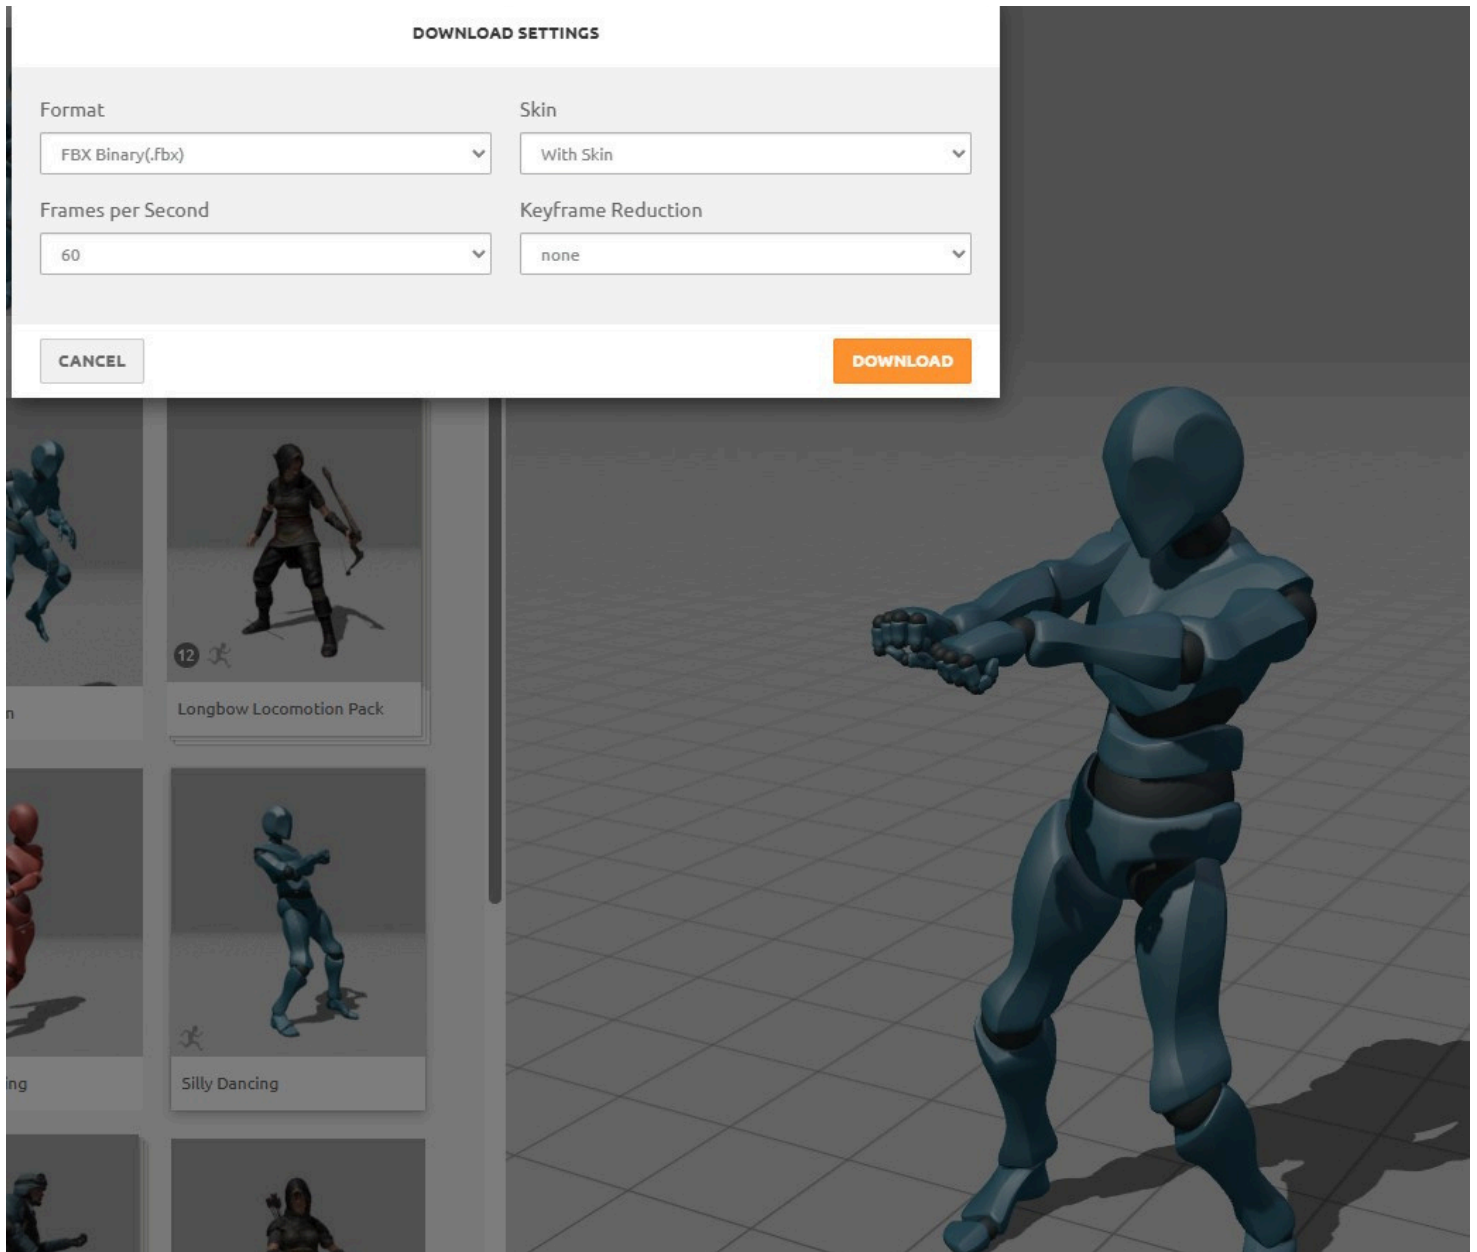 DOWNLOAD SETTINGS
Format
Skin
FBX Binary(.fbx)
With Skin
Frames per Second
Keyframe Reduction
60
none
CANCEL
DOWNLOAD
12
n
Longbow Locomotion Pack
ing
Silly Dancing